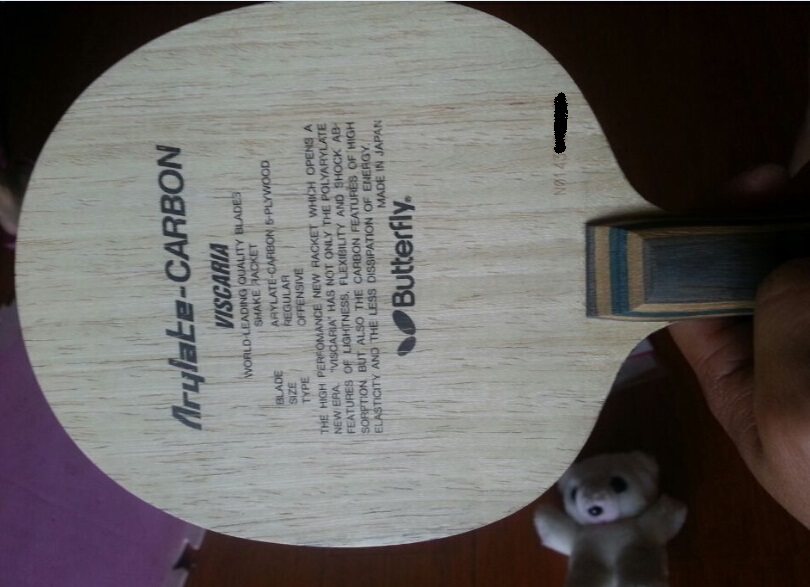 Arylate-CARBON
VISCARIA
WORLD-LEADING QUALITY BLADES
SHAKE RACKET
BLADE ARYLATE-CARBON 5-PLYWOOD
SIZE REGULAR
TYPE OFFENSIVE
THE HIGH PERFOMANCE NEW RACKET WHICH OPENS A
NEW ERA. 'VISCARIA' HAS NOT ONLY THE POLYARYLATE
FEATURES OF LIGHTNESS, FLEXIBILITY AND SHOCK AB-
SORPTION BUT ALSO THE CARBON FEATURES OF HIGH
ELASTICITY AND THE LESS DISSIPATION OF ENERGY.
MADE IN JAPAN
Butterfly®